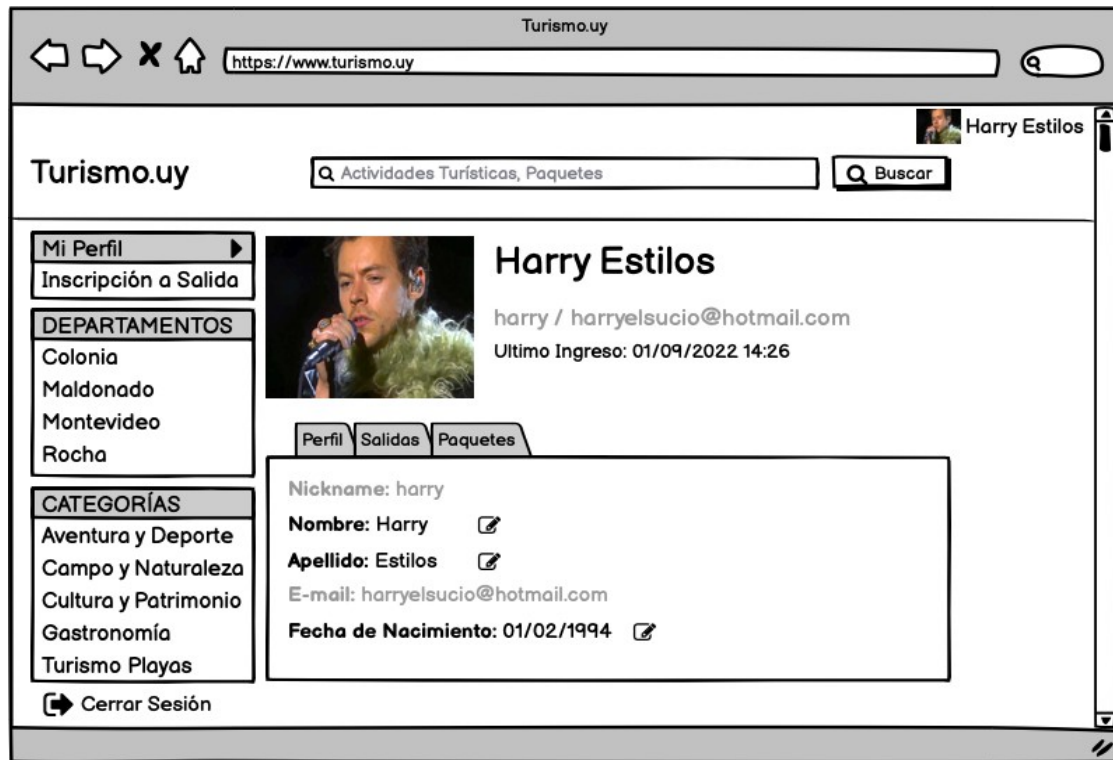 Turismo.uy
https://www.turismo.uy
Harry Estilos
Turismo.uy
Actividades Turísticas, Paquetes
Buscar
Mi Perfil
Inscripción a Salida
DEPARTAMENTOS
Colonia
Maldonado
Montevideo
Rocha
CATEGORÍAS
Aventura y Deporte
Campo y Naturaleza
Cultura y Patrimonio
Gastronomía
Turismo Playas
Cerrar Sesión
Harry Estilos
harry / harryelsucio@hotmail.com
Ultimo Ingreso: 01/09/2022 14:26
Perfil Salidas Paquetes
Nickname: harry
Nombre: Harry
Apellido: Estilos
E-mail: harryelsucio@hotmail.com
Fecha de Nacimiento: 01/02/1994